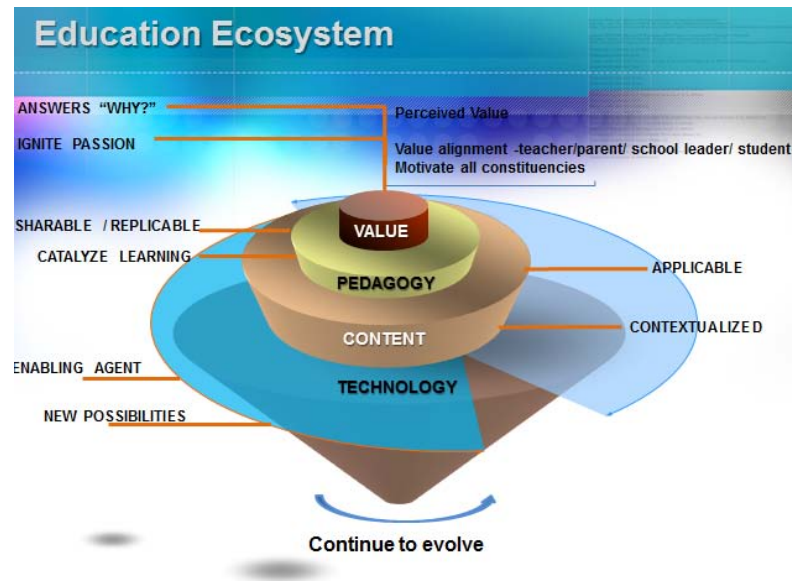 Education Ecosystem
ANSWERS “WHY?”
Perceived Value
IGNITE PASSION
Value alignment -teacher/parent/ school leader/ student
Motivate all constituencies
SHARABLE / REPLICABLE
VALUE
CATALYZE LEARNING
APPLICABLE
PEDAGOGY
CONTEXTUALIZED
CONTENT
ENABLING AGENT
TECHNOLOGY
NEW POSSIBILITIES
Continue to evolve